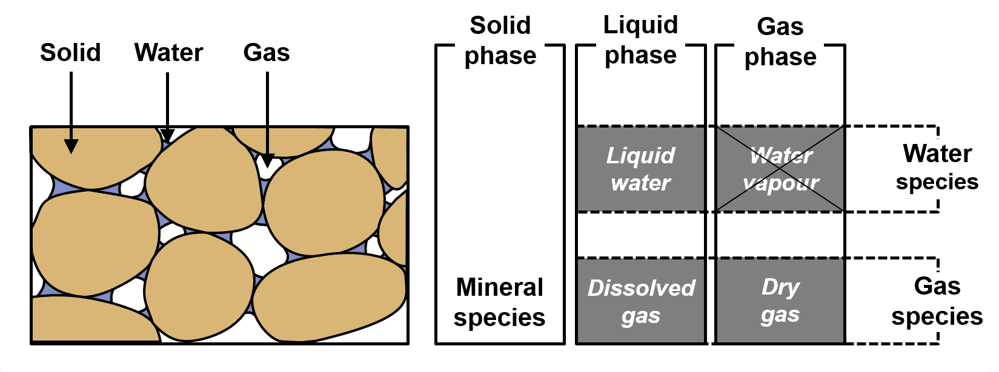 Solid
Water
Gas
Solid
phase
Liquid
phase
Gas
phase
Liquid
water
Water
vapour
Water
species
Mineral
species
Dissolved
gas
Dry
gas
Gas
species